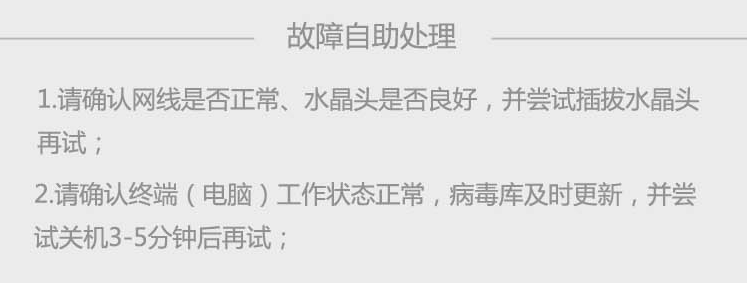 故障自助处理
1.请确认网线是否正常、水晶头是否良好，并尝试插拔水晶头
再试；
2.请确认终端（电脑）工作状态正常，病毒库及时更新，并尝
试关机3-5分钟后再试；